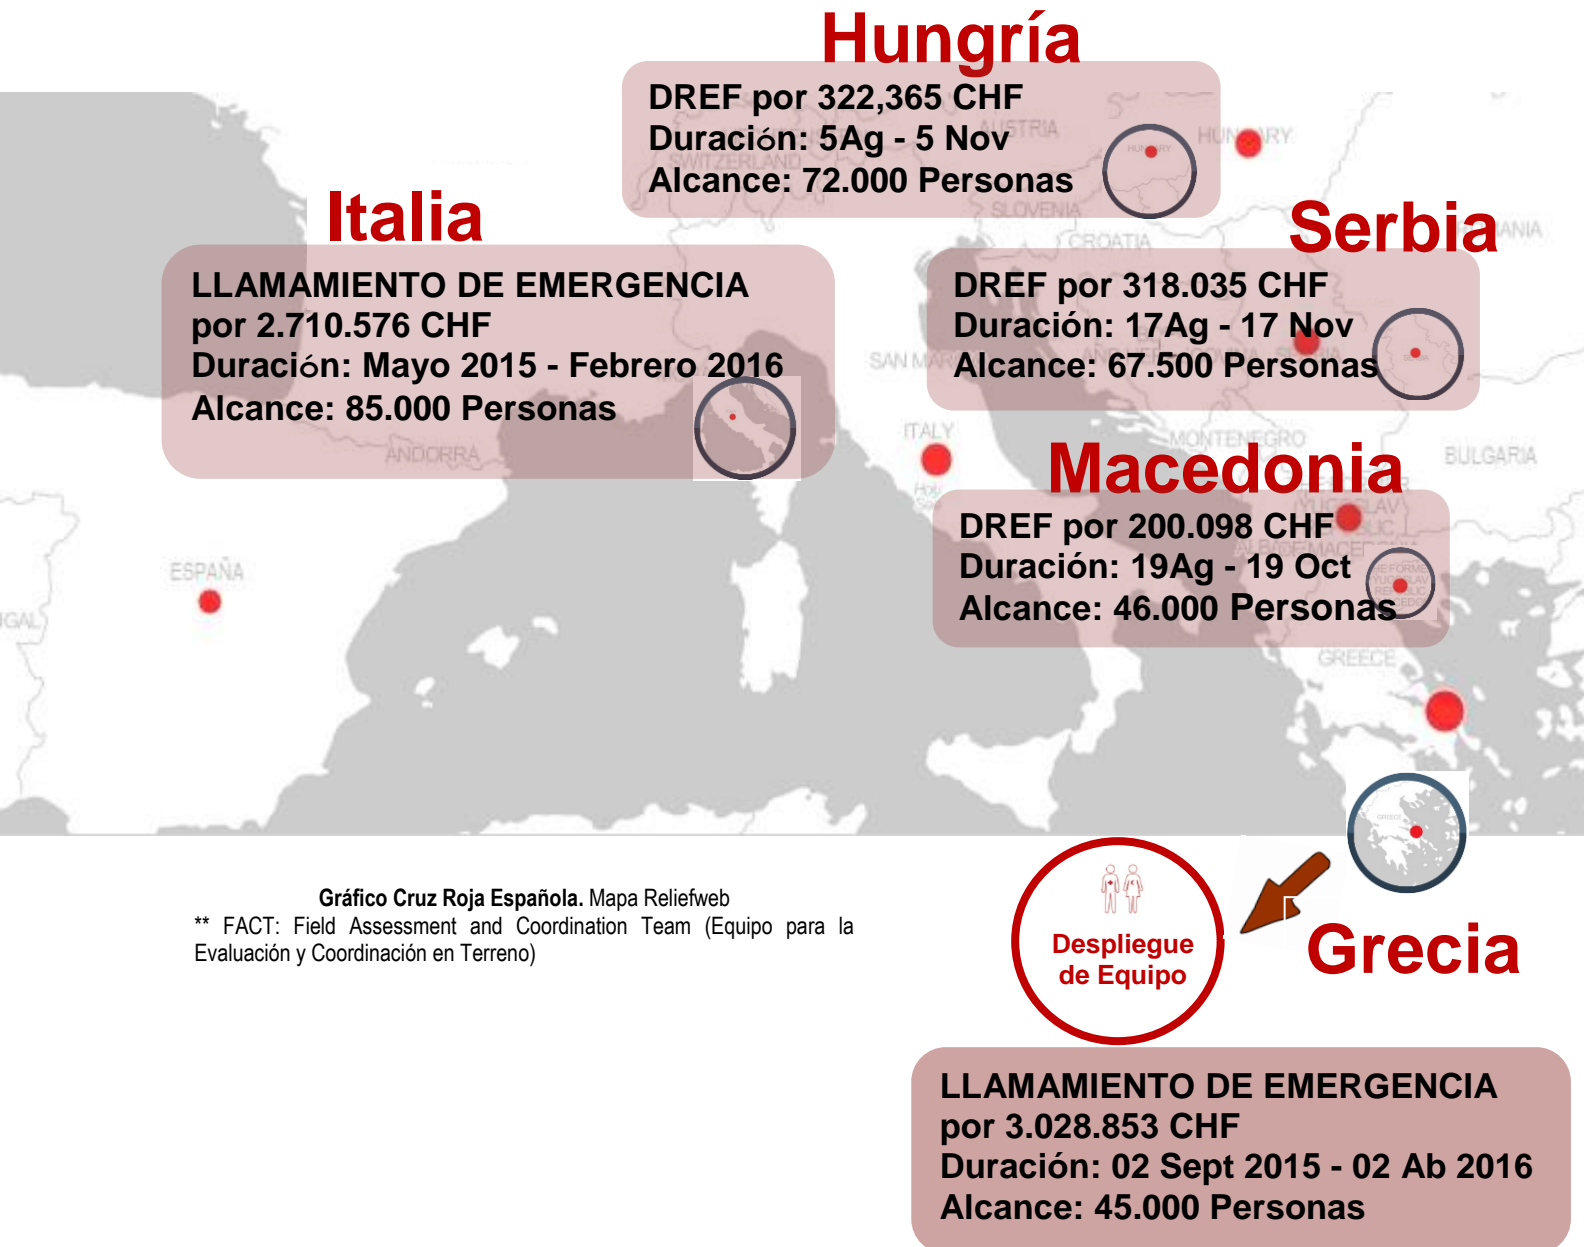 Hungría
DREF por 322,365 CHF
Duración: 5Ag - 5 Nov
Alcance: 72.000 Personas
AUSTRIA
HUNGARY
SWITZERLAND
SLOVENIA
CROATIA
Italia
LLAMAMIENTO DE EMERGENCIA
por 2.710.576 CHF
Duración: Mayo 2015 - Febrero 2016
Alcance: 85.000 Personas
ANDORRA
Serbia
DREF por 318.035 CHF
Duración: 17Ag - 17 Nov
Alcance: 67.500 Personas
ITALY
MONTENEGRO
BULGARIA
Macedonia
DREF por 200.098 CHF
Duración: 19Ag - 19 Oct
Alcance: 46.000 Personas
ESPAÑA
GREECE
Gráfico Cruz Roja Española. Mapa Reliefweb
** FACT: Field Assessment and Coordination Team (Equipo para la
Evaluación y Coordinación en Terreno)
Despliegue
de Equipo
Grecia
LLAMAMIENTO DE EMERGENCIA
por 3.028.853 CHF
Duración: 02 Sept 2015 - 02 Ab 2016
Alcance: 45.000 Personas